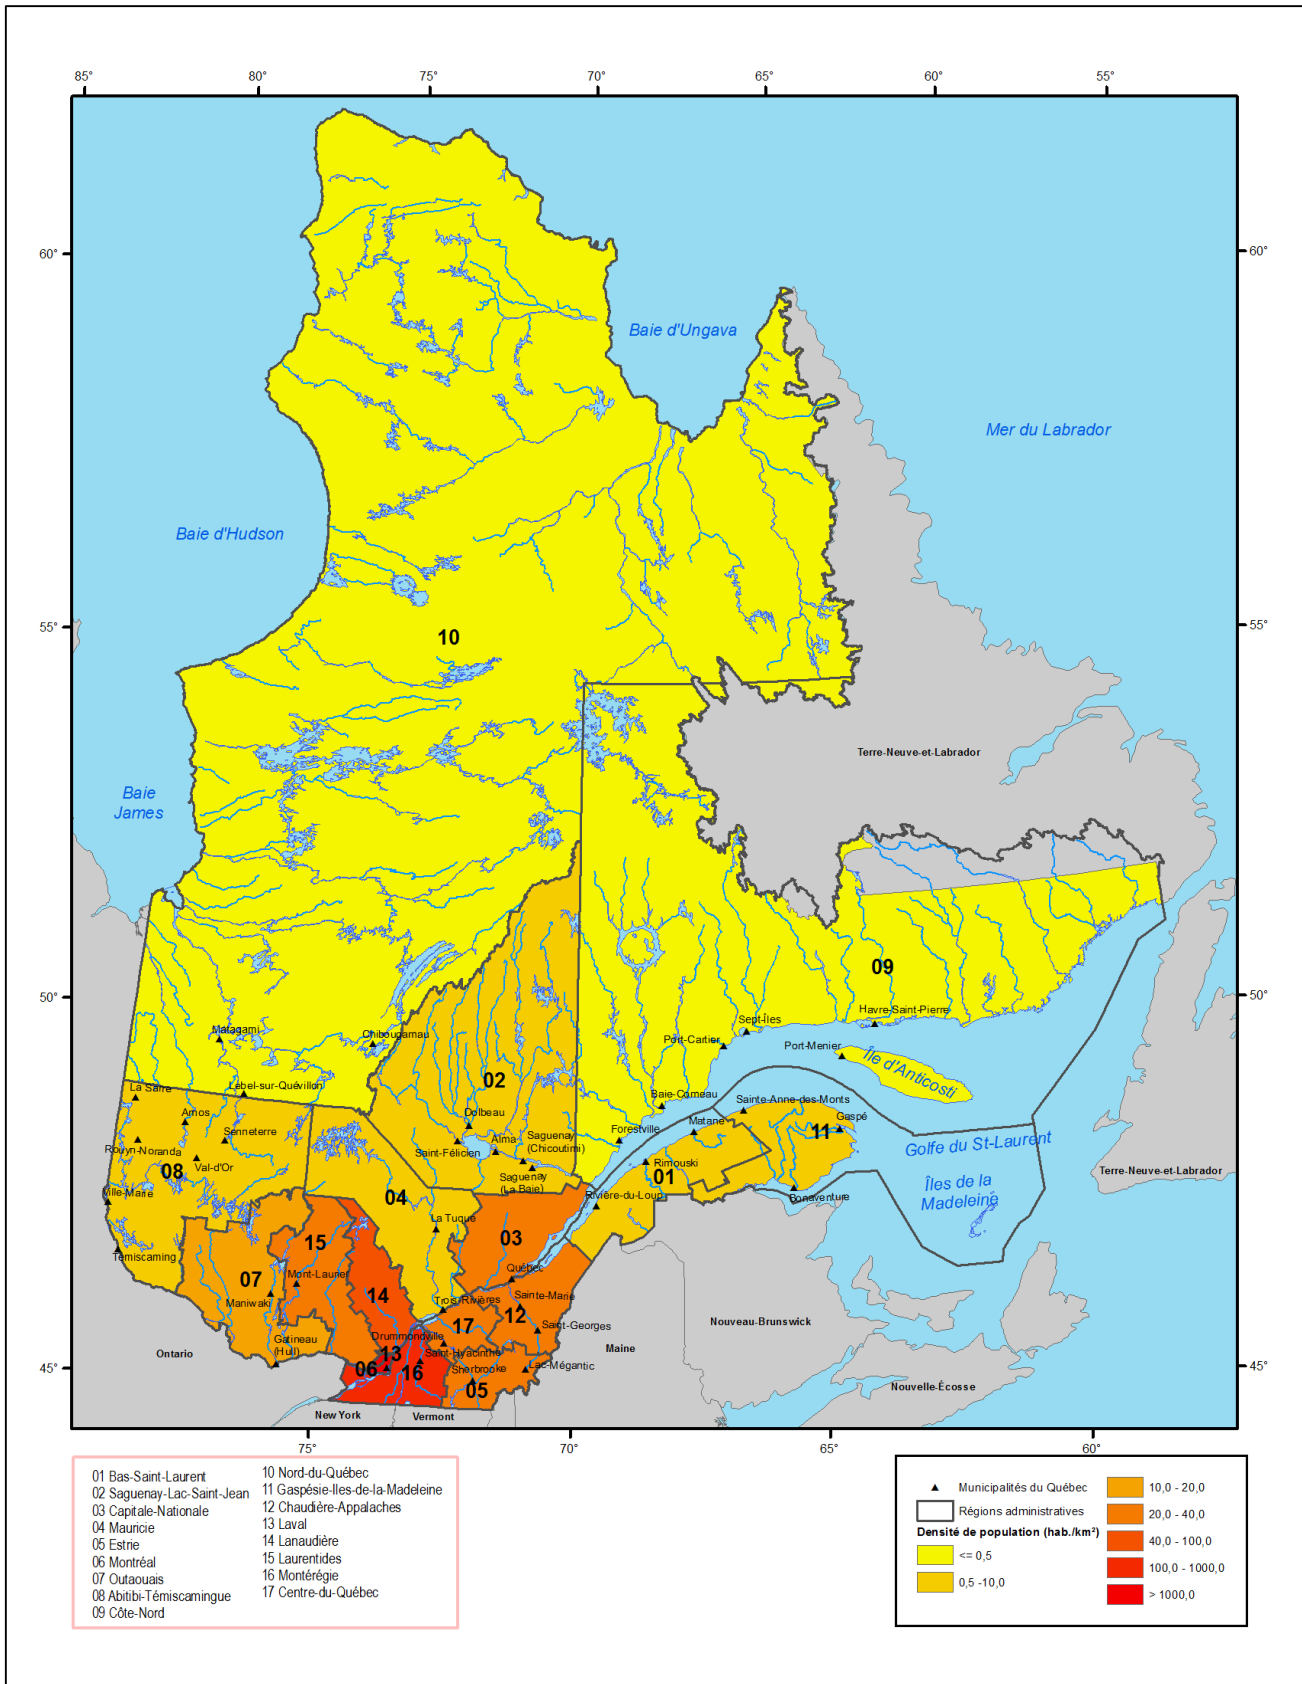 85°
80°
75°
70°
65°
60°
55°
60°
60°
Baie d'Ungava
Mer du Labrador
Baie d'Hudson
55°
10
55°
Terre-Neuve-et-Labrador
Baie
James
09
50°
50°
Havre-Saint-Pierre
Sept-Îles
Matagami
Chibougamau
Port-Cartier
Port-Menier
Île d'Anticosti
02
La Sarre
Lebel-sur-Quévillon
Baie-Comeau
Sainte-Anne-des-Monts
Amos
Dolbeau
Matane
Gaspé
Senneterre
Forestville
11
Rouyn-Noranda
Saint-Félicien
Alma
Saguenay
(Chicoutimi)
Golfe du St-Laurent
08
Val-d'Or
Rimouski
Terre-Neuve-et-Labrador
Saguenay
(La Baie)
01
Îles de la
Madeleine
Ville-Marie
04
Rivière-du-Loup
Bonaventure
La Tuque
15
03
Témiscaming
07
Mont-Laurier
Québec
Maniwaki
14
Trois-Rivières
Sainte-Marie
12
Nouveau-Brunswick
17
Saint-Georges
Gatineau
(Hull)
Drummondville
Maine
Ontario
13
Saint-Hyacinthe
45°
06
16
Sherbrooke
Lac-Mégantic
45°
05
Nouvelle-Écosse
New York
Vermont
75°
70°
65°
60°
01 Bas-Saint-Laurent
02 Saguenay-Lac-Saint-Jean
03 Capitale-Nationale
04 Mauricie
05 Estrie
06 Montréal
07 Outaouais
08 Abitibi-Témiscamingue
09 Côte-Nord
10 Nord-du-Québec
11 Gaspésie-Iles-de-la-Madeleine
12 Chaudière-Appalaches
13 Laval
14 Lanaudière
15 Laurentides
16 Montérégie
17 Centre-du-Québec
Municipalités du Québec
Régions administratives
Densité de population (hab./km²)
<= 0,5
0,5 -10,0
10,0 - 20,0
20,0 - 40,0
40,0 - 100,0
100,0 - 1000,0
> 1000,0